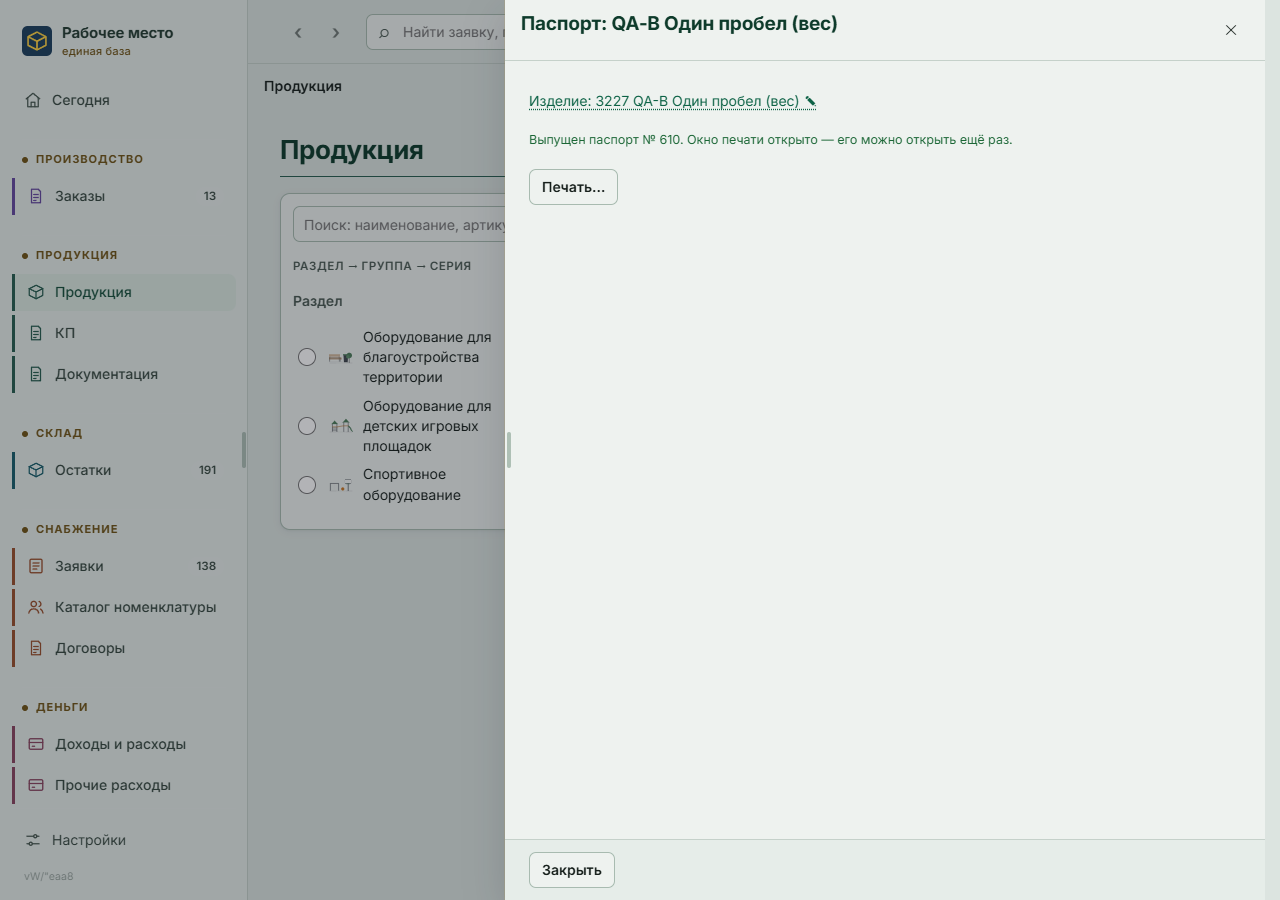 Рабочее место
единая база
Сегодня
ПРОИЗВОДСТВО
Заказы 13
ПРОДУКЦИЯ
Продукция
КП
Документация
СКЛАД
Остатки 191
СНАБЖЕНИЕ
Заявки 138
Каталог номенклатуры
Договоры
ДЕНЬГИ
Доходы и расходы
Прочие расходы
Настройки
vW/"eaa8
Найти заявку,
Продукция
Продукция
Поиск: наименование, артику
РАЗДЕЛ → ГРУППА → СЕРИЯ
Раздел
Оборудование для
благоустройства
территории
Оборудование для
детских игровых
площадок
Спортивное
оборудование
Паспорт: QA-B Один пробел (вес)
Изделие: 3227 QA-B Один пробел (вес)
Выпущен паспорт № 610. Окно печати открыто — его можно открыть ещё раз.
Печать...
Закрыть